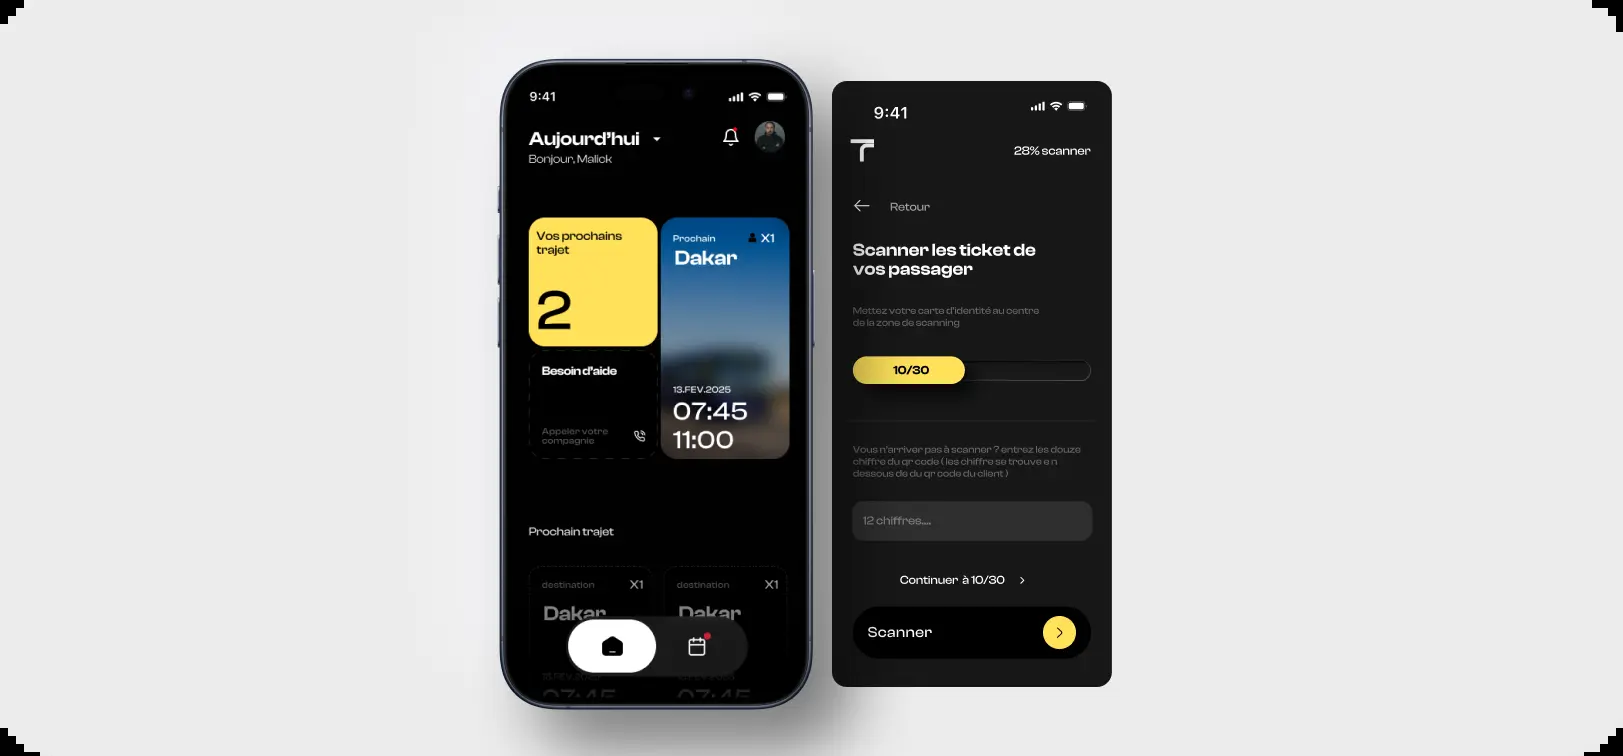 9:41
Aujourd'hui
Bonjour, Malick
Vos prochains
trajet
2
Prochain
X1
Dakar
13.FEV.2025
07:45
11:00
Besoin d'aide
Appeler votre
compagnie
Prochain trajet
destination
X1
Dakar
destination
X1
Dakar
13.FEV.2025
07:45
07:45
9:41
28% scanner
Retour
Scanner les ticket de
vos passager
Mettez votre carte d'identité au centre
de la zone de scanning
10/30
Vous n'arriver pas à scanner ? entrez les douze
chiffre du qr code ( les chiffre se trouve e n
dessous de du qr code du client )
12 chiffres....
Continuer à 10/30
Scanner